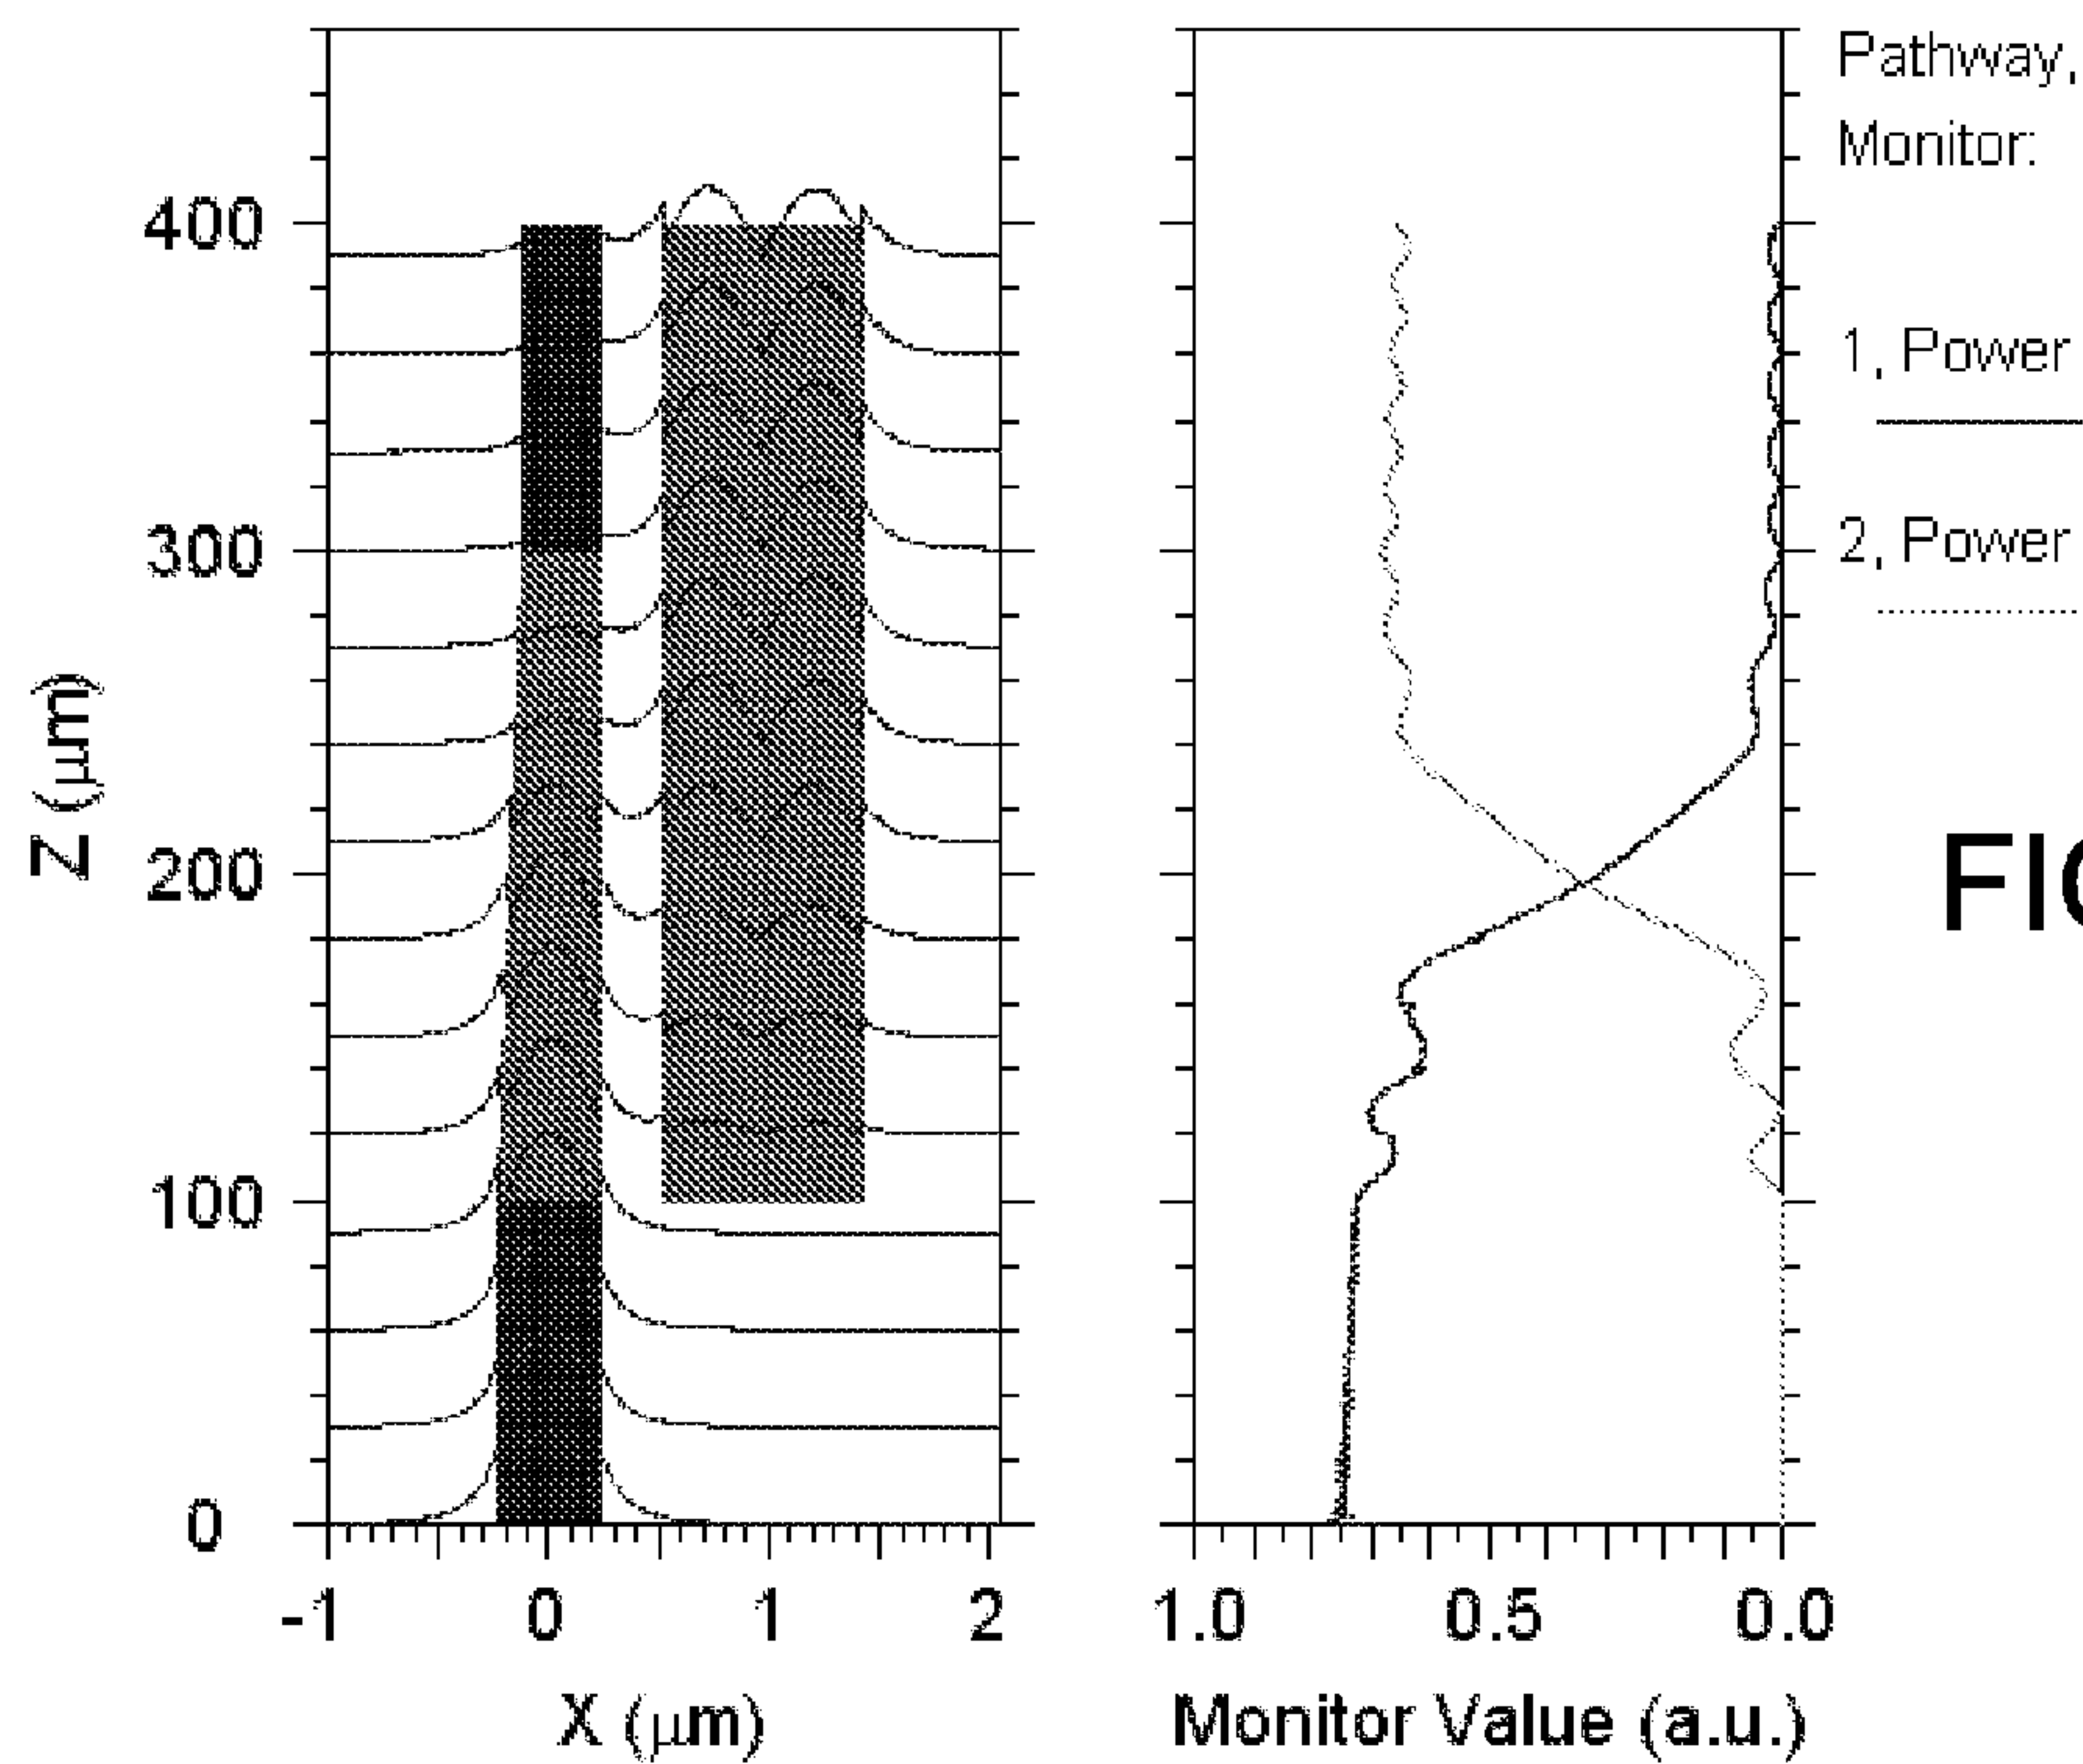 Pathway,
Monitor:
1, Power
2, Power
FIG
Z (μm)
400
300
200
100
0
-1 0 1 2
X (μm)
1.0 0.5 0.0
Monitor Value (a.u.)